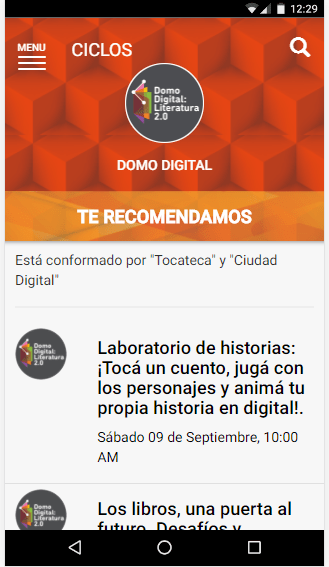 12:29
MENU
CICLOS
Domo
Digital:
Literatura
2.0
DOMO DIGITAL
TE RECOMENDAMOS
Está conformado por "Tocateca" y "Ciudad
Digital"
Domo
Digital:
Literatura
2.0
Laboratorio de historias:
¡Tocá un cuento, jugá con
los personajes y animá tu
propia historia en digital!.
Sábado 09 de Septiembre, 10:00
AM
Domo
Digital:
Literatura
2.0
Los libros, una puerta al
futuro. Desafíos y